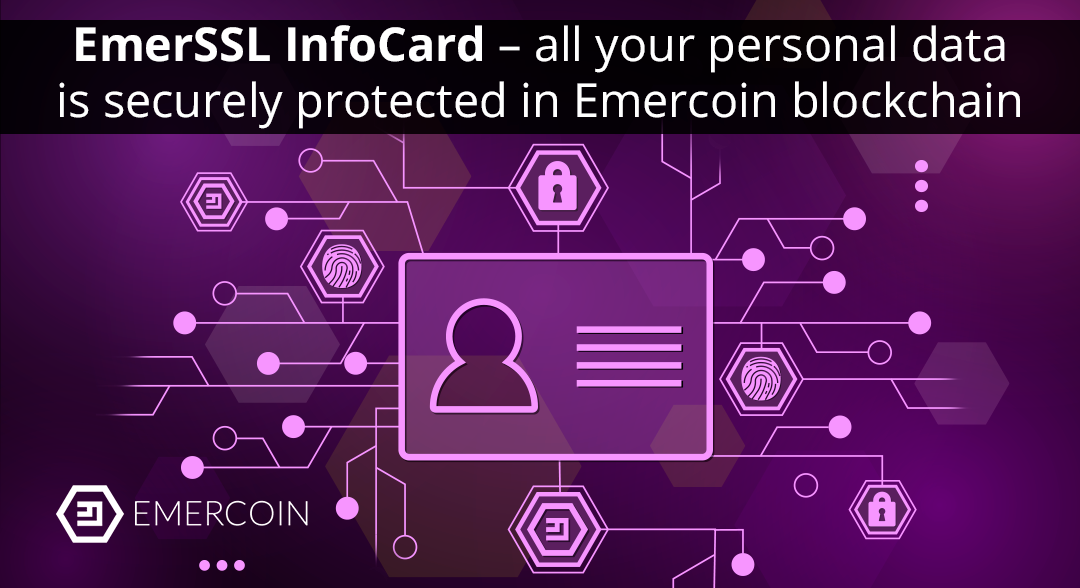 EmerSSL InfoCard – all your personal data
is securely protected in Emercoin blockchain
EMERCOIN